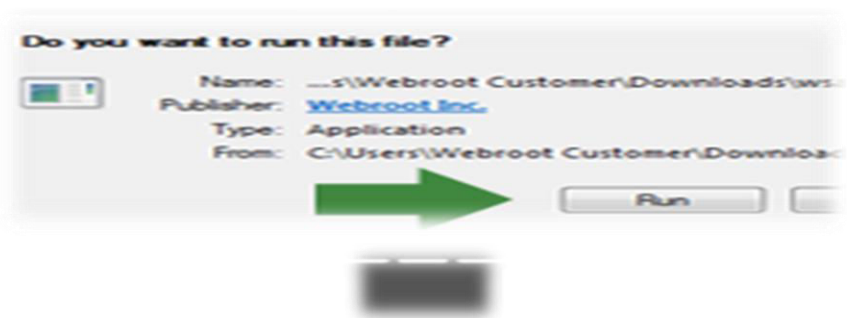 Do you want to run this file?
Name: ...s\Webroot Customer\Downloads\ws
Publisher: Webroot Inc.
Type: Application
From: C:\Users\Webroot Customer\Downloa
Run